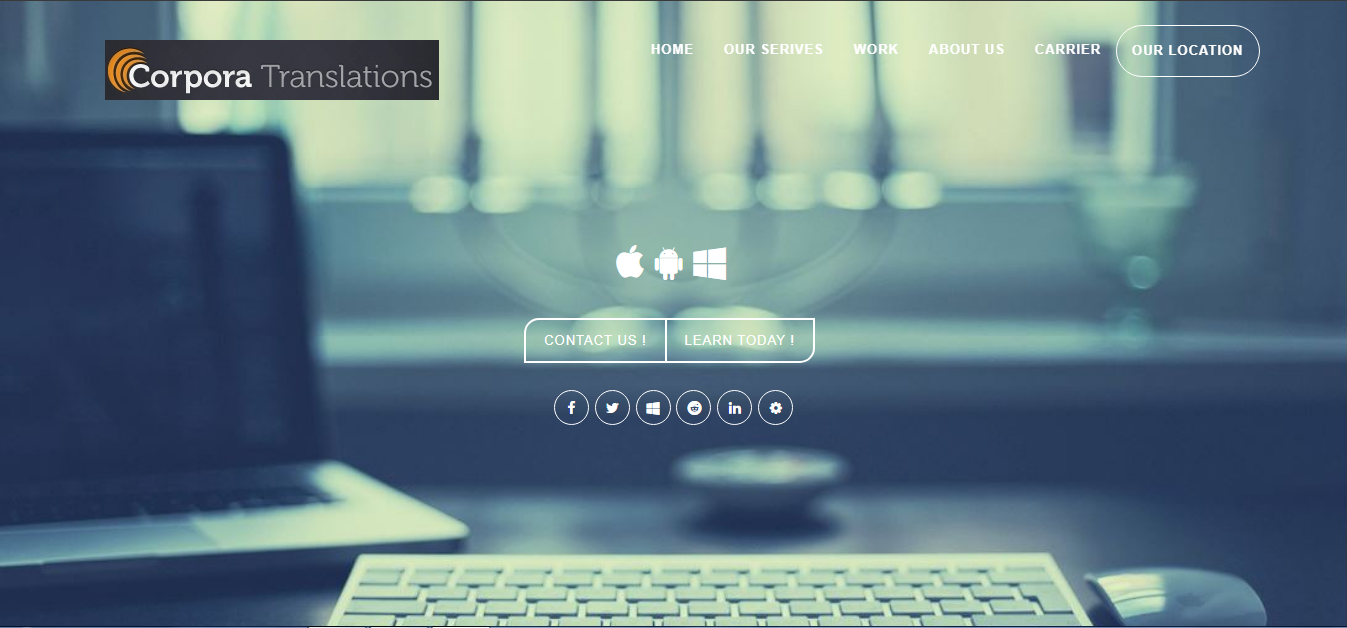 Corpora Translations
HOME OUR SERIVES WORK ABOUT US CARRIER OUR LOCATION
CONTACT US ! LEARN TODAY !